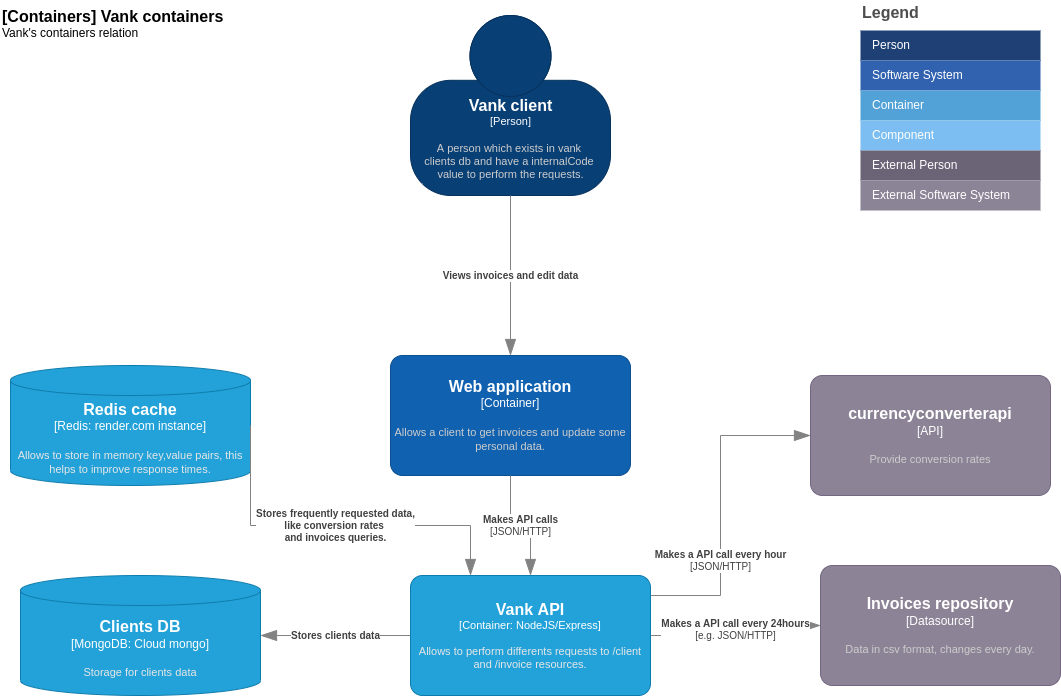 [Containers] Vank containers
Vank's containers relation
Legend
Person
Software System
Container
Component
External Person
External Software System
Vank client
[Person]
A person which exists in vank
clients db and have a internalCode
value to perform the requests.
Views invoices and edit data
Web application
[Container]
Allows a client to get invoices and update some
personal data.
Redis cache
[Redis: render.com instance]
Allows to store in memory key,value pairs, this
helps to improve response times.
currencyconverterapi
[API]
Provide conversion rates
Stores frequently requested data,
like conversion rates
and invoices queries.
Makes API calls
[JSON/HTTP]
Makes a API call every hour
[JSON/HTTP]
Clients DB
[MongoDB: Cloud mongo]
Storage for clients data
Stores clients data
Vank API
[Container: NodeJS/Express]
Allows to perform differents requests to /client
and /invoice resources.
Makes a API call every 24hours
[e.g. JSON/HTTP]
Invoices repository
[Datasource]
Data in csv format, changes every day.